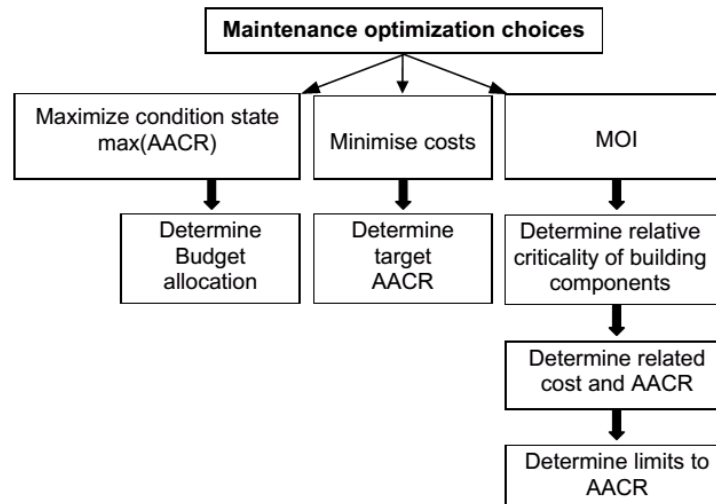 Maintenance optimization choices
Maximize condition state
max(AACR)
Minimise costs
MOI
Determine
Budget
allocation
Determine
target
AACR
Determine relative
criticality of building
components
Determine related
cost and AACR
Determine limits to
AACR